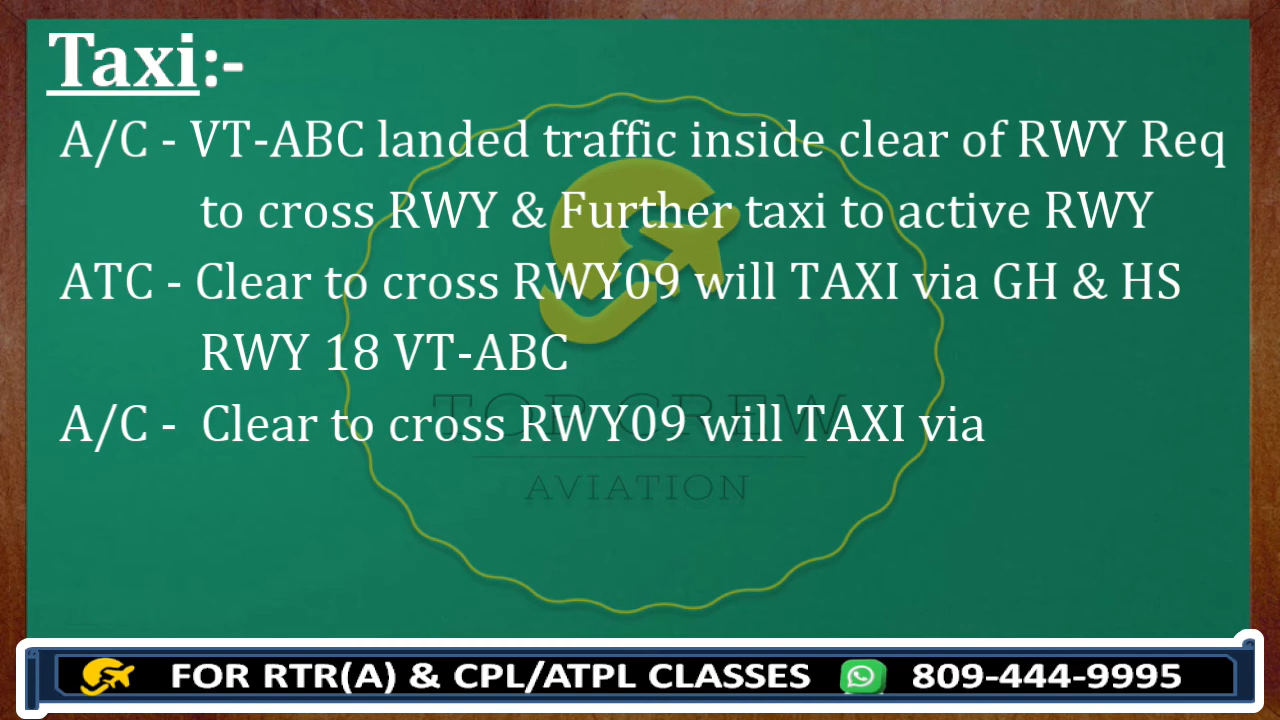 Taxi:-
A/C - VT-ABC landed traffic inside clear of RWY Req
to cross RWY & Further taxi to active RWY
ATC - Clear to cross RWY09 will TAXI via GH & HS
RWY 18 VT-ABC
A/C - Clear to cross RWY09 will TAXI via
TOP CREW
AVIATION
FOR RTR(A) & CPL/ATPL CLASSES 809-444-9995